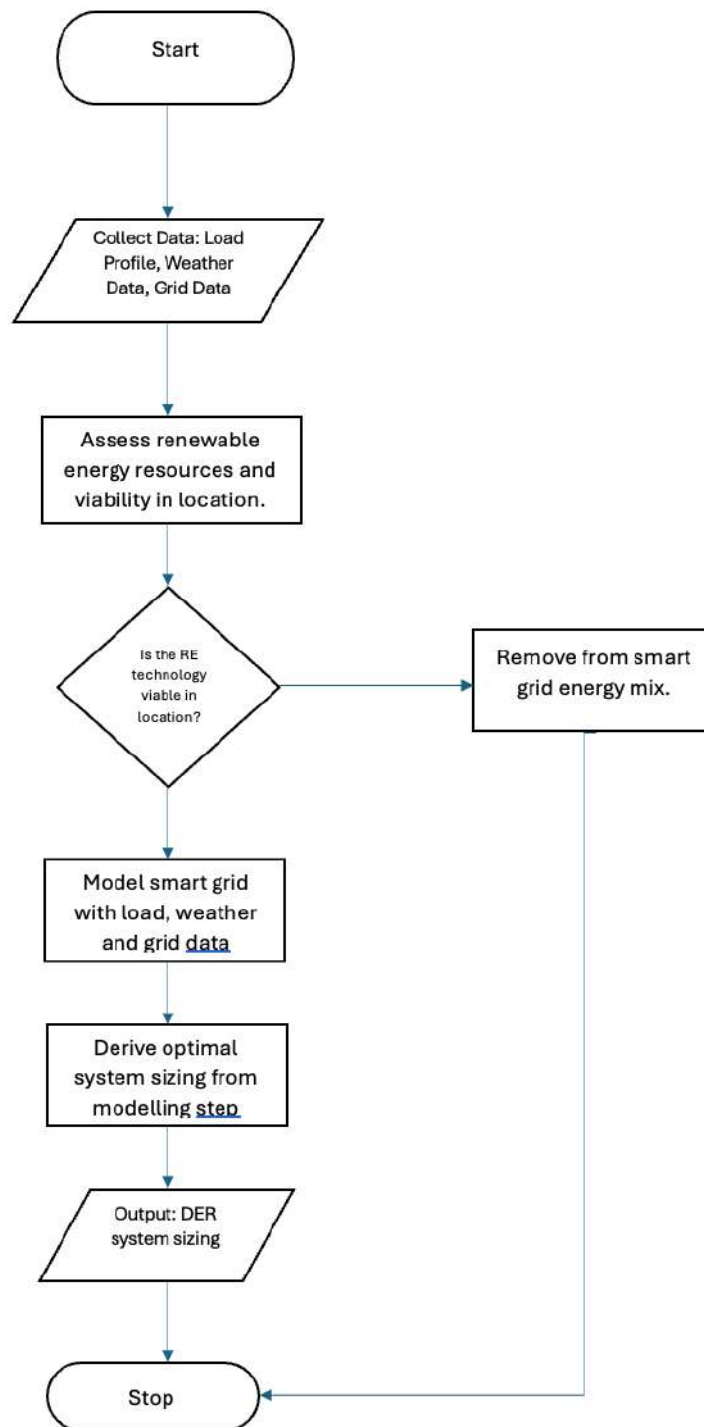 Start
Collect Data: Load
Profile, Weather
Data, Grid Data
Assess renewable
energy resources and
viability in location.
Is the RE
technology
viable in
location?
Remove from smart
grid energy mix.
Model smart grid
with load, weather
and grid data
Derive optimal
system sizing from
modelling step
Output: DER
system sizing
Stop